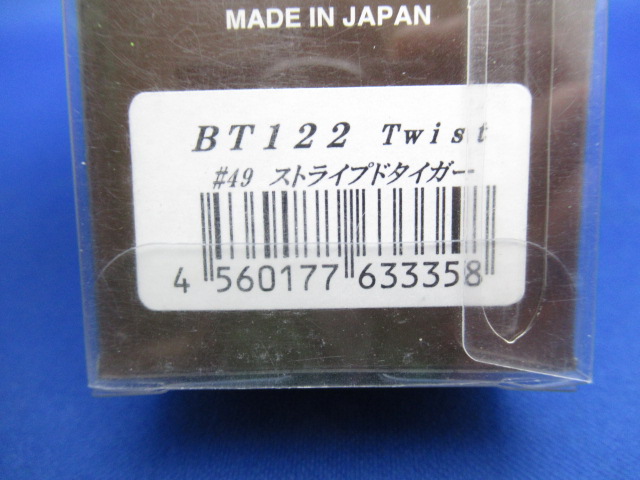 MADE IN JAPAN
BT122 Twist
#49 ストライプドタイガー
4 560177 633358